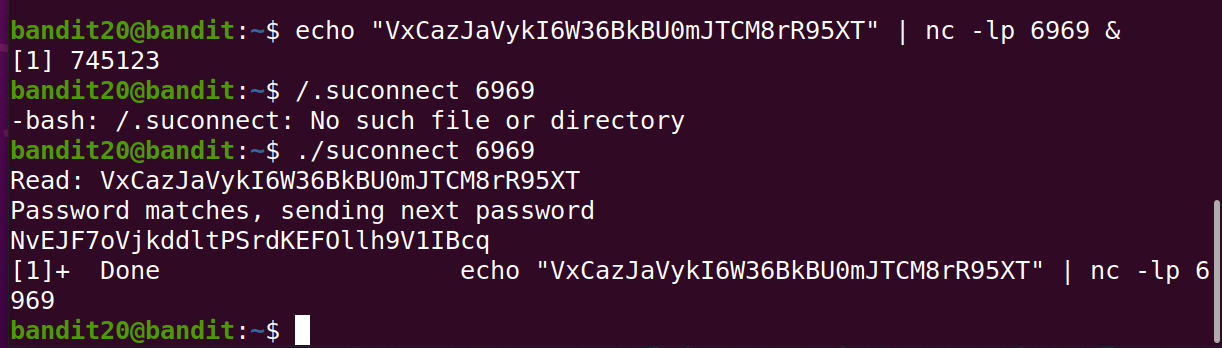 bandit20@bandit:~$ echo "VxCazJaVykI6W36BkBU0mJTCM8rR95XT" | nc -lp 6969 &
[1] 745123
bandit20@bandit:~$ /.suconnect 6969
-bash: /.suconnect: No such file or directory
bandit20@bandit:~$ ./suconnect 6969
Read: VxCazJaVykI6W36BkBU0mJTCM8rR95XT
Password matches, sending next password
NvEJF7oVjkddltPSrdKEFOllh9V1IBcq
[1]+  Done                    echo "VxCazJaVykI6W36BkBU0mJTCM8rR95XT" | nc -lp 6
969
bandit20@bandit:~$